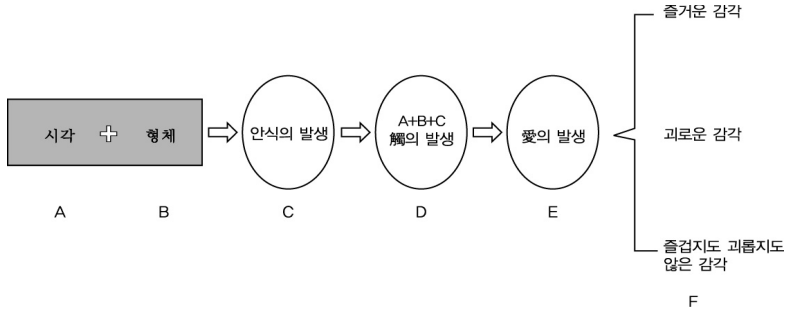 즐거운 감각
시각 + 형체
안식의 발생
A+B+C
觸의 발생
愛의 발생
괴로운 감각
즐겁지도 괴롭지도
않은 감각
A
B
C
D
E
F